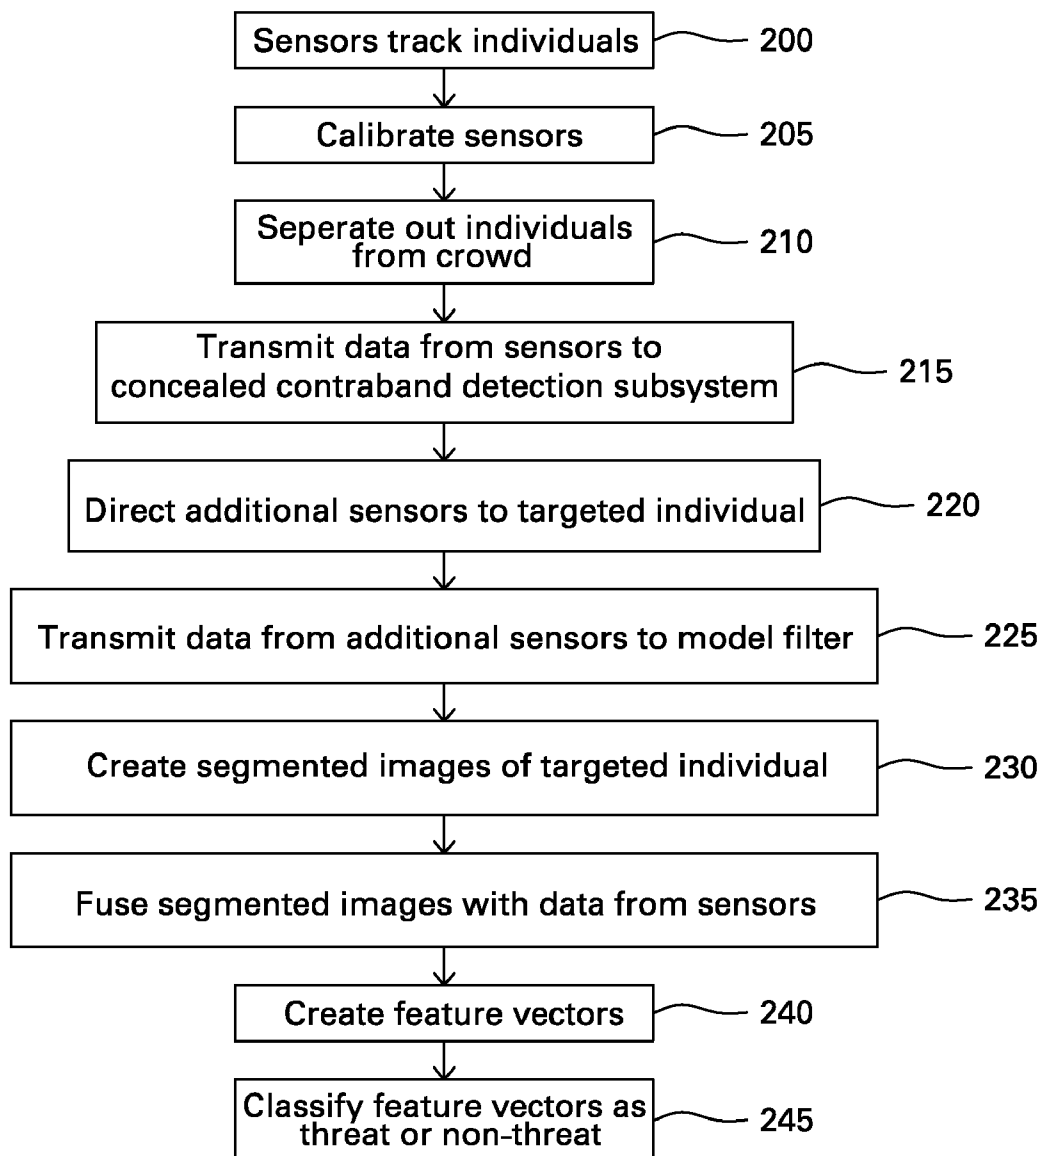 Sensors track individuals
200
Calibrate sensors
205
Seperate out individuals
from crowd
210
Transmit data from sensors to
concealed contraband detection subsystem
215
Direct additional sensors to targeted individual
220
Transmit data from additional sensors to model filter
225
Create segmented images of targeted individual
230
Fuse segmented images with data from sensors
235
Create feature vectors
240
Classify feature vectors as
threat or non-threat
245